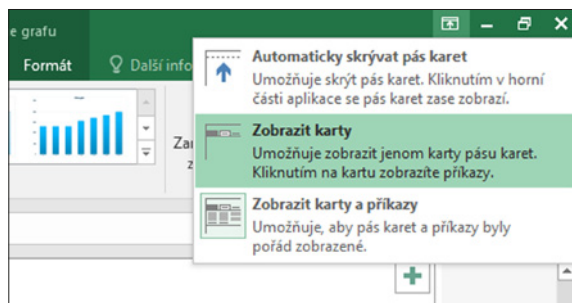 e grafu
Formát
Další info
Automaticky skrývat pás karet
Umožňuje skrýt pás karet. Kliknutím v horní
části aplikace se pás karet zase zobrazí.
Zobrazit karty
Umožňuje zobrazit jenom karty pásu karet.
Kliknutím na kartu zobrazíte příkazy.
Zobrazit karty a příkazy
Umožňuje, aby pás karet a příkazy byly
pořád zobrazené.
Zar
z